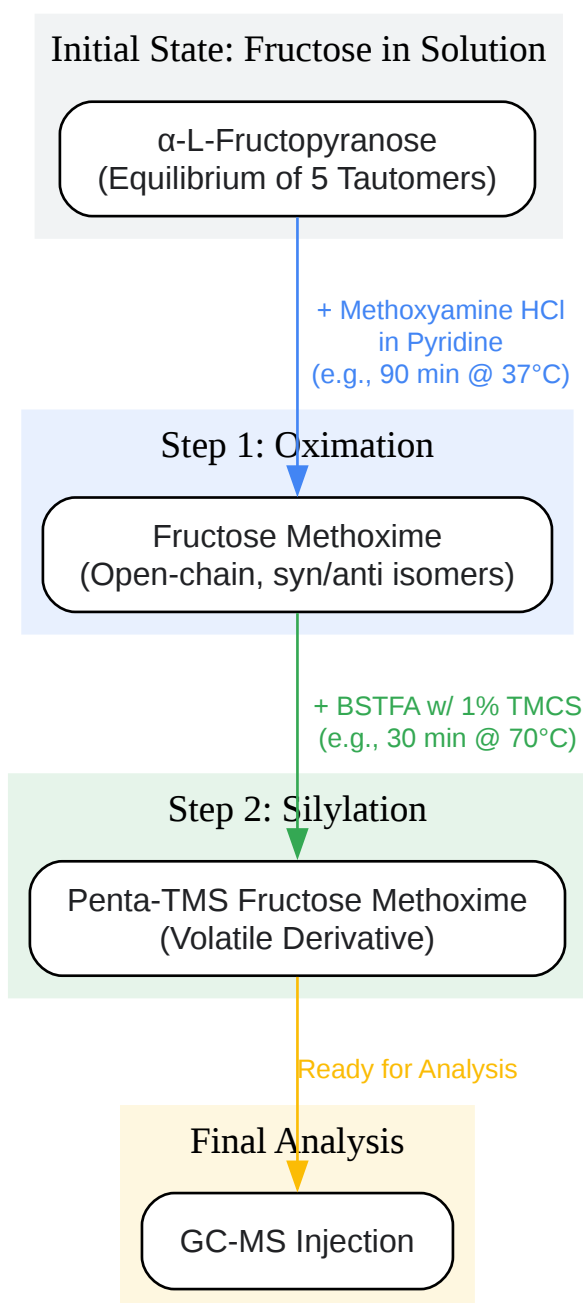 Initial State: Fructose in Solution
α-L-Fructopyranose
(Equilibrium of 5 Tautomers)
+ Methoxyamine HCl
in Pyridine
(e.g., 90 min @ 37°C)
Step 1: Oximation
Fructose Methoxime
(Open-chain, syn/anti isomers)
+ BSTFA w/ 1% TMCS
(e.g., 30 min @ 70°C)
Step 2: Silylation
Penta-TMS Fructose Methoxime
(Volatile Derivative)
Ready for Analysis
Final Analysis
GC-MS Injection